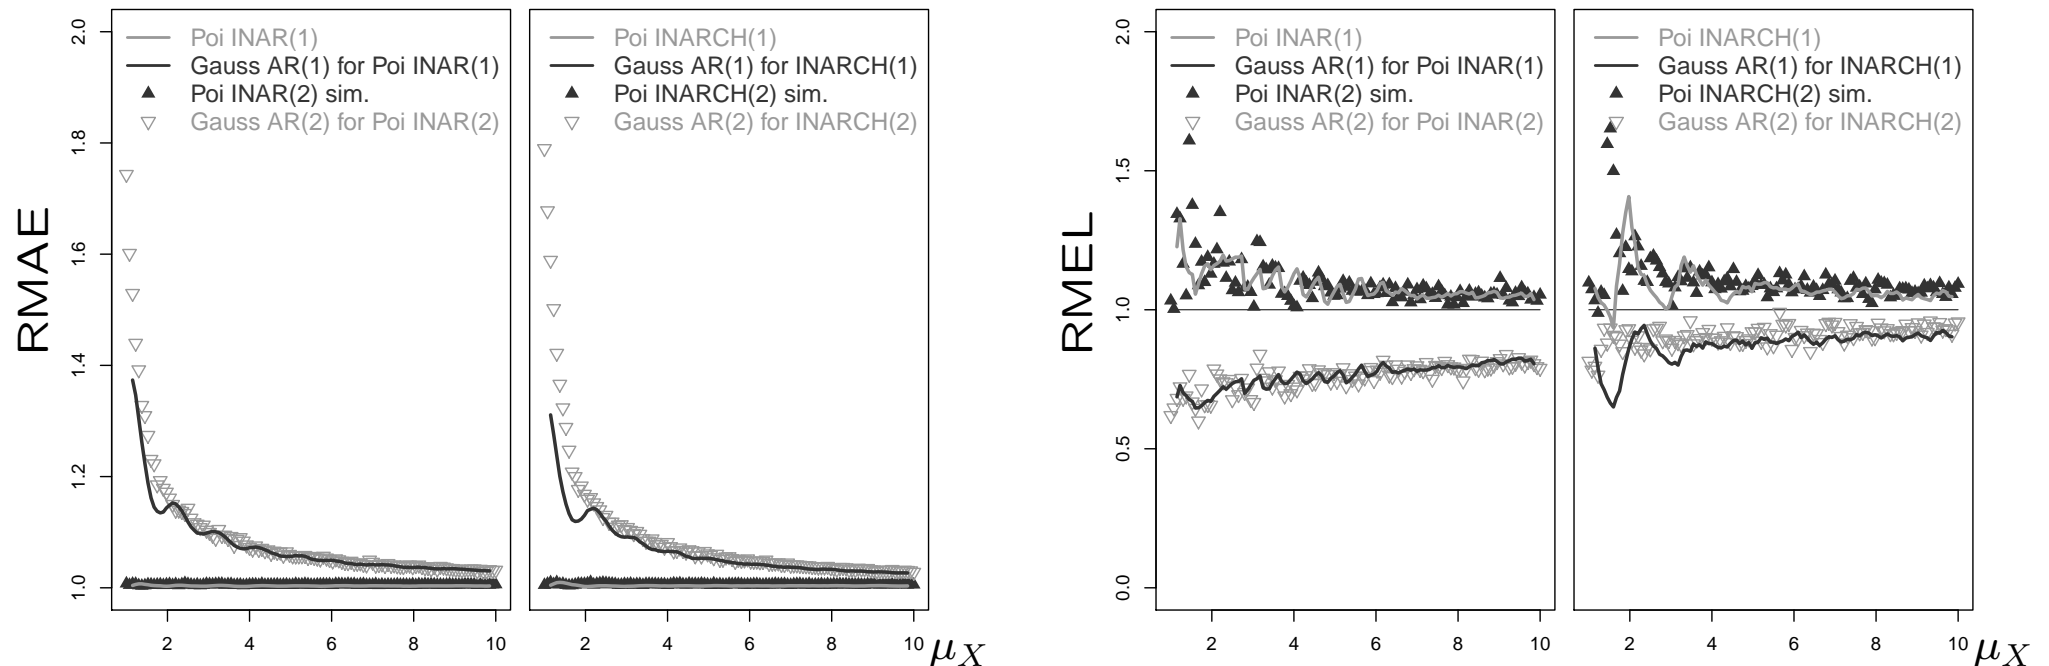 RMAE
2.0
1.8
1.6
1.4
1.2
1.0
Poi INAR(1)
Gauss AR(1) for Poi INAR(1)
Poi INAR(2) sim.
Gauss AR(2) for Poi INAR(2)
2 4 6 8 10
Poi INARCH(1)
Gauss AR(1) for INARCH(1)
Poi INARCH(2) sim.
Gauss AR(2) for INARCH(2)
2 4 6 8 10
μ_X
RMEL
2.0
1.5
1.0
0.5
0.0
Poi INAR(1)
Gauss AR(1) for Poi INAR(1)
Poi INAR(2) sim.
Gauss AR(2) for Poi INAR(2)
2 4 6 8 10
Poi INARCH(1)
Gauss AR(1) for INARCH(1)
Poi INARCH(2) sim.
Gauss AR(2) for INARCH(2)
2 4 6 8 10
μ_X